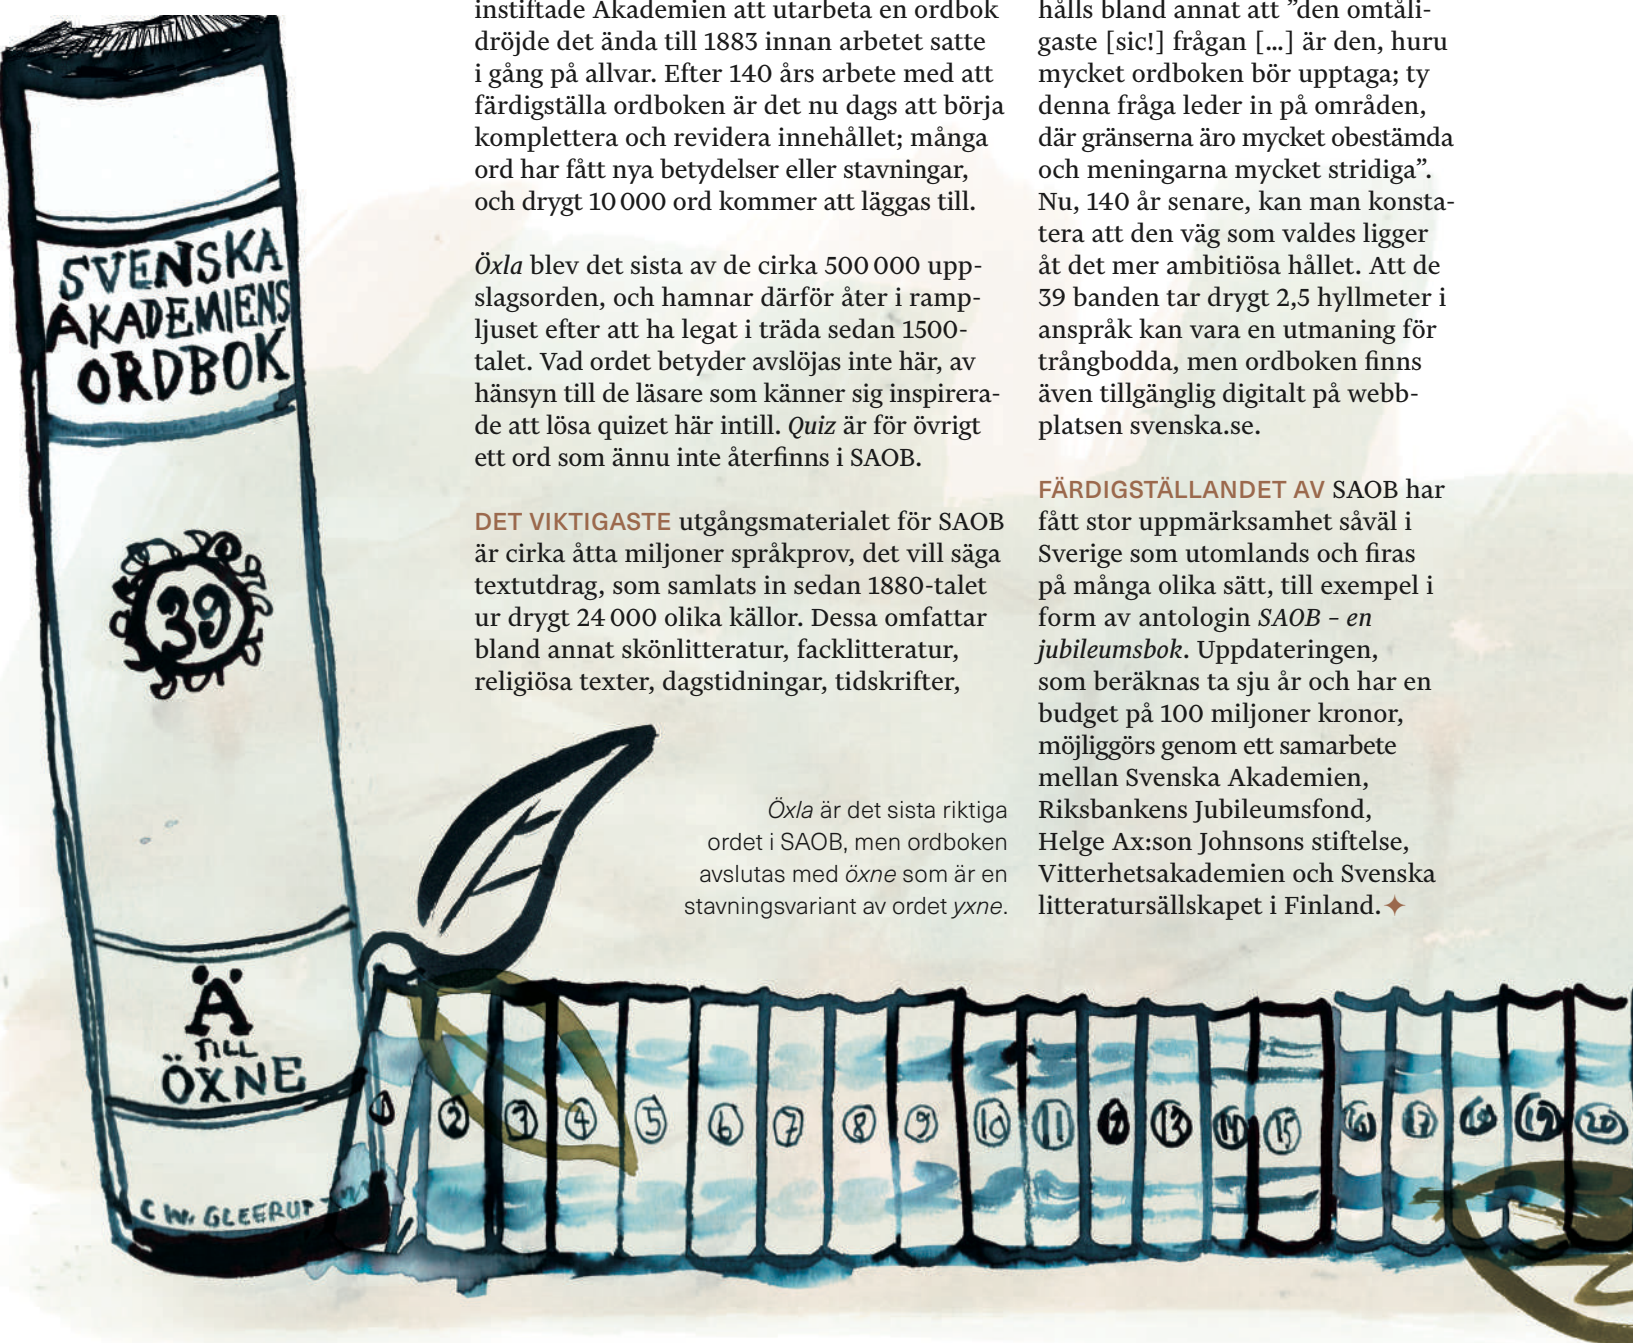 instiftade Akademien att utarbeta en ordbok
dröjde det ända till 1883 innan arbetet satte
i gång på allvar. Efter 140 års arbete med att
färdigställa ordboken är det nu dags att börja
komplettera och revidera innehållet; många
ord har fått nya betydelser eller stavningar,
och drygt 10 000 ord kommer att läggas till.
Öxla blev det sista av de cirka 500 000 upp-
slagsorden, och hamnar därför åter i ramp-
ljuset efter att ha legat i träda sedan 1500-
talet. Vad ordet betyder avslöjas inte här, av
hänsyn till de läsare som känner sig inspirera-
de att lösa quizet här intill. Quiz är för övrigt
ett ord som ännu inte återfinns i SAOB.
DET VIKTIGASTE utgångsmaterialet för SAOB
är cirka åtta miljoner språkprov, det vill säga
textutdrag, som samlats in sedan 1880-talet
ur drygt 24 000 olika källor. Dessa omfattar
bland annat skönlitteratur, facklitteratur,
religiösa texter, dagstidningar, tidskrifter,
hålls bland annat att ”den omtåli-
gaste [sic!] frågan […] är den, huru
mycket ordboken bör upptaga; ty
denna fråga leder in på områden,
där gränserna äro mycket obestämda
och meningarna mycket stridiga”.
Nu, 140 år senare, kan man konsta-
tera att den väg som valdes ligger
åt det mer ambitiösa hållet. Att de
39 banden tar drygt 2,5 hyllmeter i
anspråk kan vara en utmaning för
trångbodda, men ordboken finns
även tillgänglig digitalt på webb-
platsen svenska.se.
FÄRDIGSTÄLLANDET AV SAOB har
fått stor uppmärksamhet såväl i
Sverige som utomlands och firas
på många olika sätt, till exempel i
form av antologin SAOB – en
jubileumsbok. Uppdateringen,
som beräknas ta sju år och har en
budget på 100 miljoner kronor,
möjliggörs genom ett samarbete
mellan Svenska Akademien,
Riksbankens Jubileumsfond,
Helge Ax:son Johnsons stiftelse,
Vitterhetsakademien och Svenska
litteratursällskapet i Finland.
Öxla är det sista riktiga
ordet i SAOB, men ordboken
avslutas med öxne som är en
stavningsvariant av ordet yxne.
SVENSKA
AKADEMIENS
ORDBOK
39
Ä
TILL
ÖXNE
C W. GLEERUP
1 2 3 4 5 6 7 8 9 10 11 12 13 14 15 16 17 18 19 20